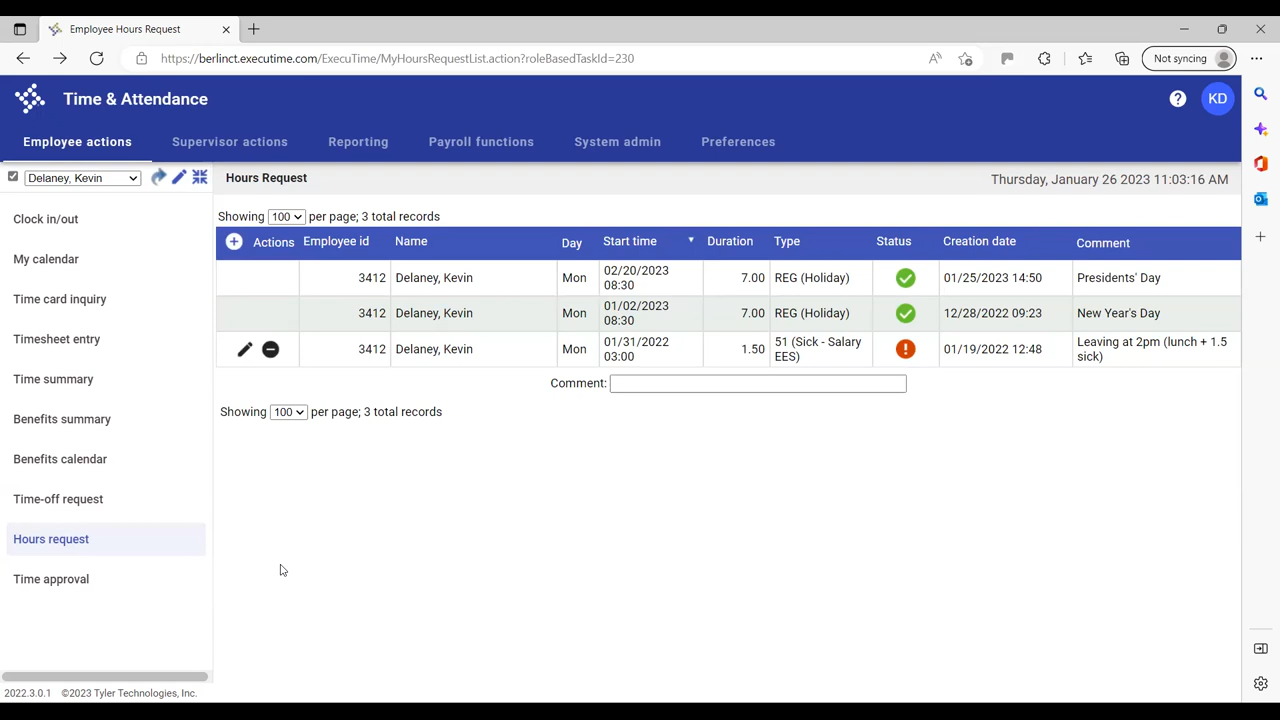 Employee Hours Request
https://berlinct.executime.com/ExecuTime/MyHoursRequestList.action?roleBasedTaskId=230
Not syncing
Time & Attendance
KD
Employee actions Supervisor actions Reporting Payroll functions System admin Preferences
Delaney, Kevin
Hours Request
Thursday, January 26 2023 11:03:16 AM
Clock in/out
My calendar
Time card inquiry
Timesheet entry
Time summary
Benefits summary
Benefits calendar
Time-off request
Hours request
Time approval
Showing 100 per page; 3 total records
Actions Employee id Name Day Start time Duration Type Status Creation date Comment
3412 Delaney, Kevin Mon 02/20/2023 7.00 REG (Holiday) 01/25/2023 14:50 Presidents' Day
08:30
3412 Delaney, Kevin Mon 01/02/2023 7.00 REG (Holiday) 12/28/2022 09:23 New Year's Day
08:30
3412 Delaney, Kevin Mon 01/31/2022 1.50 51 (Sick - Salary 01/19/2022 12:48 Leaving at 2pm (lunch + 1.5
03:00 EES) sick)
Comment:
Showing 100 per page; 3 total records
2022.3.0.1 ©2023 Tyler Technologies, Inc.